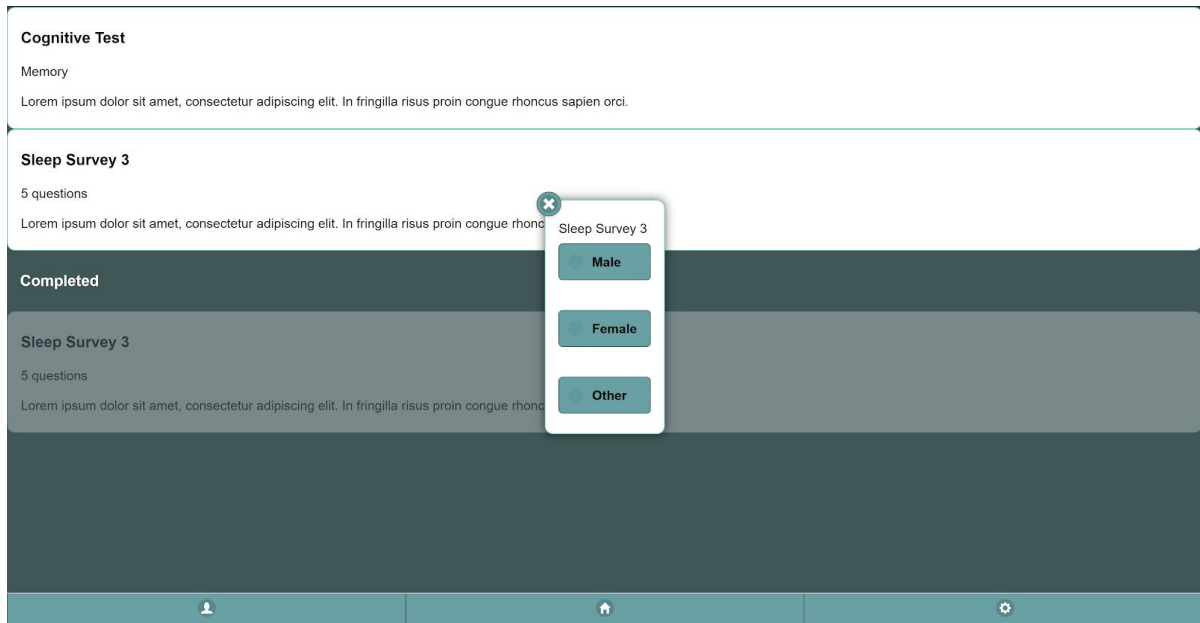 Cognitive Test
Memory
Lorem ipsum dolor sit amet, consectetur adipiscing elit. In fringilla risus proin congue rhoncus sapien orci.
Sleep Survey 3
5 questions
Lorem ipsum dolor sit amet, consectetur adipiscing elit. In fringilla risus proin congue
Sleep Survey 3
Male
Female
Other
Completed
Sleep Survey 3
5 questions
Lorem ipsum dolor sit amet, consectetur adipiscing elit. In fringilla risus proin congue